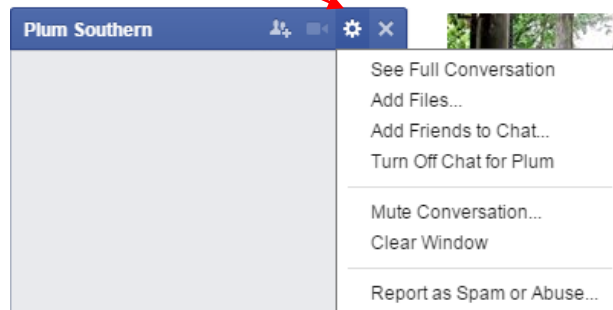 Plum Southern
See Full Conversation
Add Files...
Add Friends to Chat...
Turn Off Chat for Plum
Mute Conversation...
Clear Window
Report as Spam or Abuse...